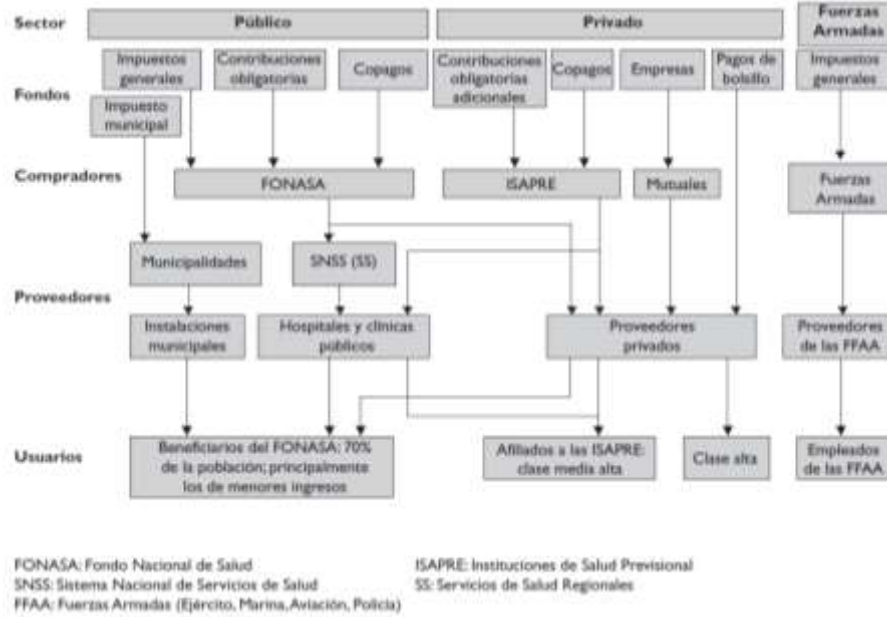 Sector
Público
Privado
Fuerzas
Armadas
Fondos
Impuestos
generales
Contribuciones
obligatorias
Copagos
Contribuciones
obligatorias
adicionales
Copagos
Empresas
Pagos de
bolsillo
Impuestos
generales
Impuesto
municipal
Compradores
FONASA
ISAPRE
Mutuales
Fuerzas
Armadas
Proveedores
Municipalidades
SNSS (SS)
Instalaciones
municipales
Hospitales y clínicas
públicos
Proveedores
privados
Proveedores
de las FFAA
Usuarios
Beneficiarios del FONASA: 70%
de la población; principalmente
los de menores ingresos
Afiliados a las ISAPRE:
clase media alta
Clase alta
Empleados
de las FFAA
FONASA: Fondo Nacional de Salud
ISAPRE: Instituciones de Salud Previsional
SNSS: Sistema Nacional de Servicios de Salud
SS: Servicios de Salud Regionales
FFAA: Fuerzas Armadas (Ejército, Marina, Aviación, Policía)